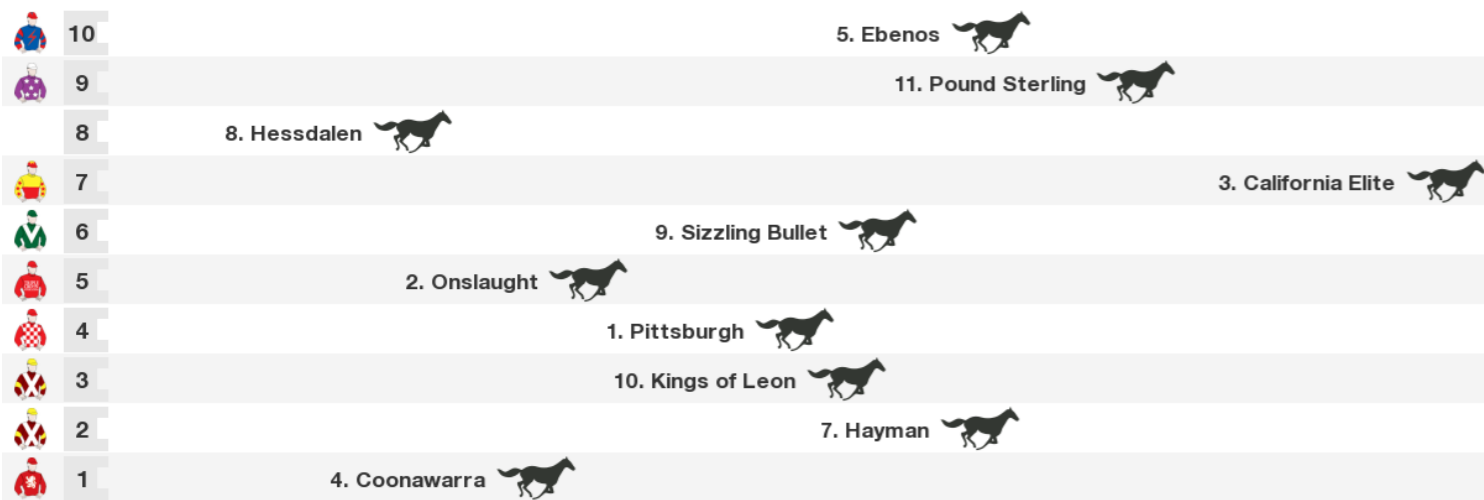 10 5. Ebenos
9 11. Pound Sterling
8 8. Hessdalen
7 3. California Elite
6 9. Sizzling Bullet
5 2. Onslaught
4 1. Pittsburgh
3 10. Kings of Leon
2 7. Hayman
1 4. Coonawarra